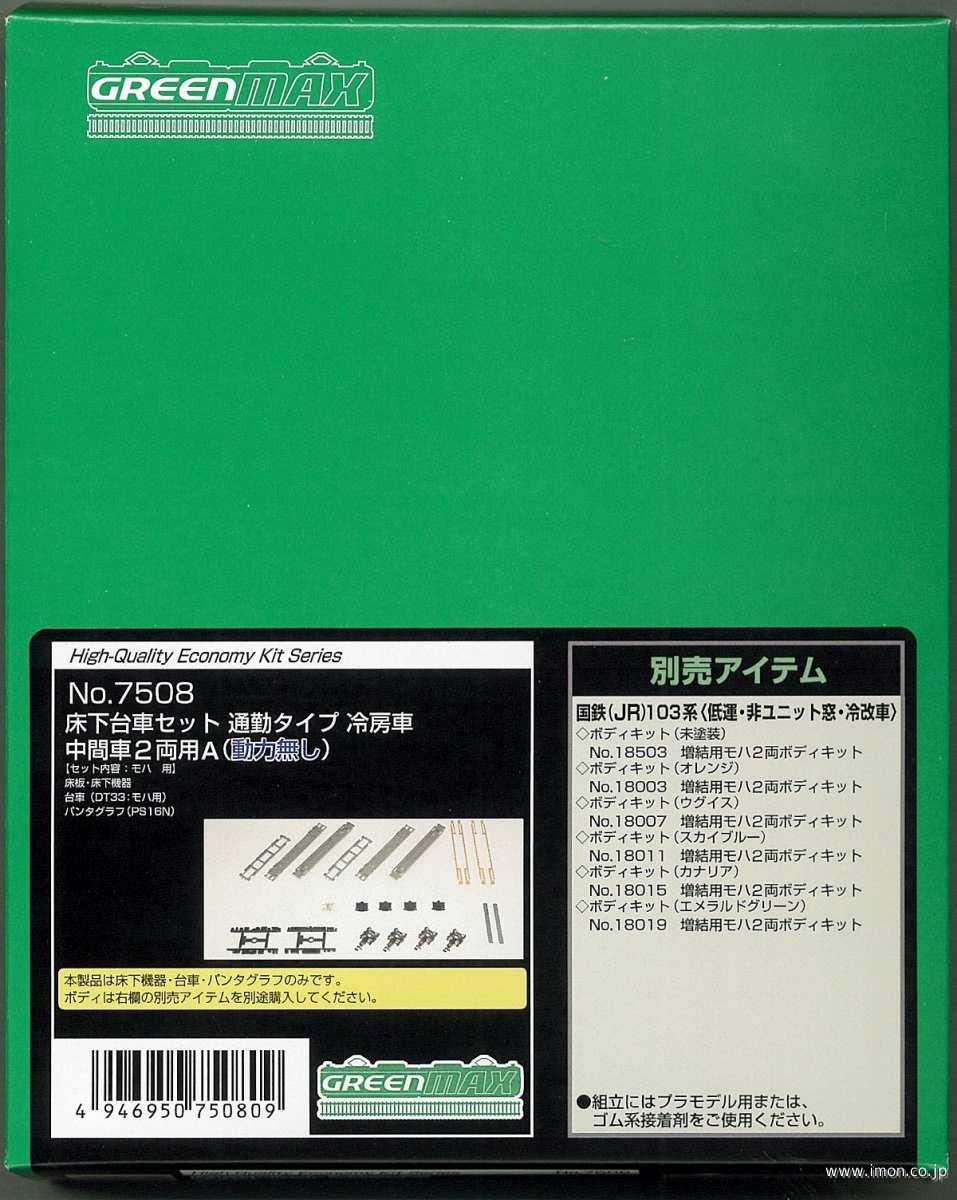 GREENMAX
High-Quality Economy Kit Series
No.7508
床下台車セット 通勤タイプ 冷房車
中間車2両用A(動力無し)
【セット内容:モハ 用】
床板・床下機器
台車(DT33:モハ用)
パンタグラフ(PS16N)
本製品は床下機器・台車・パンタグラフのみです。
ボディは右欄の別売アイテムを別途購入してください。
4 946950 750809
GREENMAX
別売アイテム
国鉄(JR)103系〈低運・非ユニット窓・冷改車〉
◇ボディキット(未塗装)
No.18503 増結用モハ2両ボディキット
◇ボディキット(オレンジ)
No.18003 増結用モハ2両ボディキット
◇ボディキット(ウグイス)
No.18007 増結用モハ2両ボディキット
◇ボディキット(スカイブルー)
No.18011 増結用モハ2両ボディキット
◇ボディキット(カナリア)
No.18015 増結用モハ2両ボディキット
◇ボディキット(エメラルドグリーン)
No.18019 増結用モハ2両ボディキット
●組立にはプラモデル用または、
ゴム系接着剤をご使用ください。
www.imon.co.jp